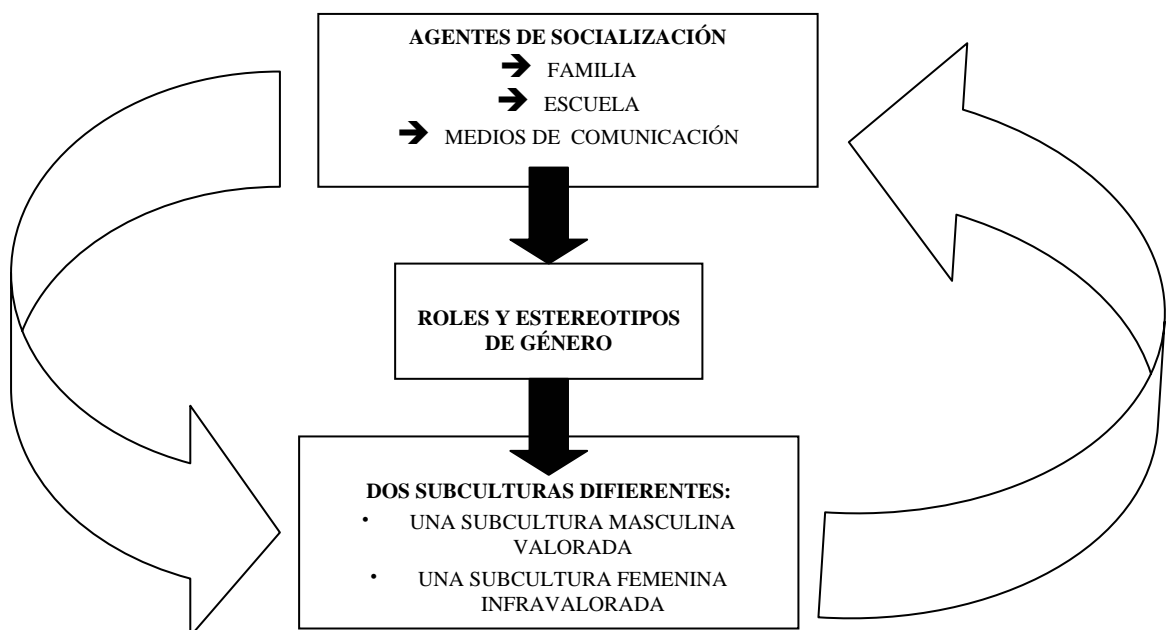 AGENTES DE SOCIALIZACIÓN
➔ FAMILIA
➔ ESCUELA
➔ MEDIOS DE COMUNICACIÓN
ROLES Y ESTEREOTIPOS
DE GÉNERO
DOS SUBCULTURAS DIFIERENTES:
• UNA SUBCULTURA MASCULINA
VALORADA
• UNA SUBCULTURA FEMENINA
INFRAVALORADA